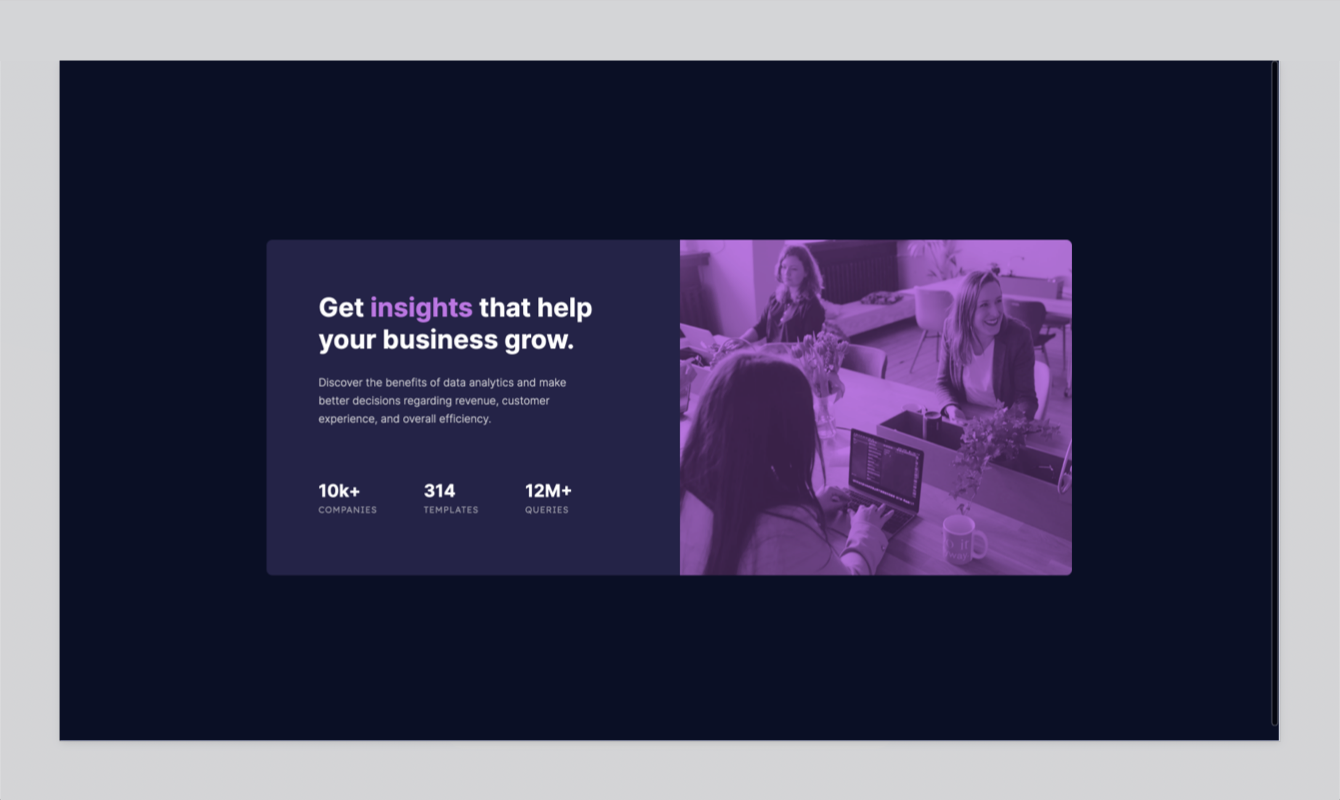 Get insights that help
your business grow.
Discover the benefits of data analytics and make
better decisions regarding revenue, customer
experience, and overall efficiency.
10k+ 314 12M+
COMPANIES TEMPLATES QUERIES